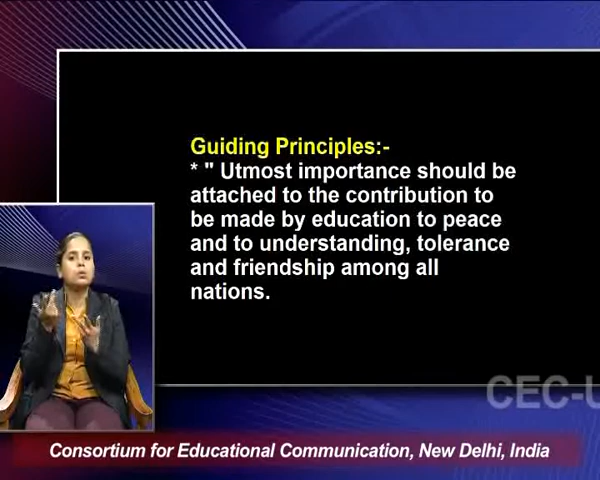 Guiding Principles:-
* " Utmost importance should be
attached to the contribution to
be made by education to peace
and to understanding, tolerance
and friendship among all
nations.
CEC-U
Consortium for Educational Communication, New Delhi, India